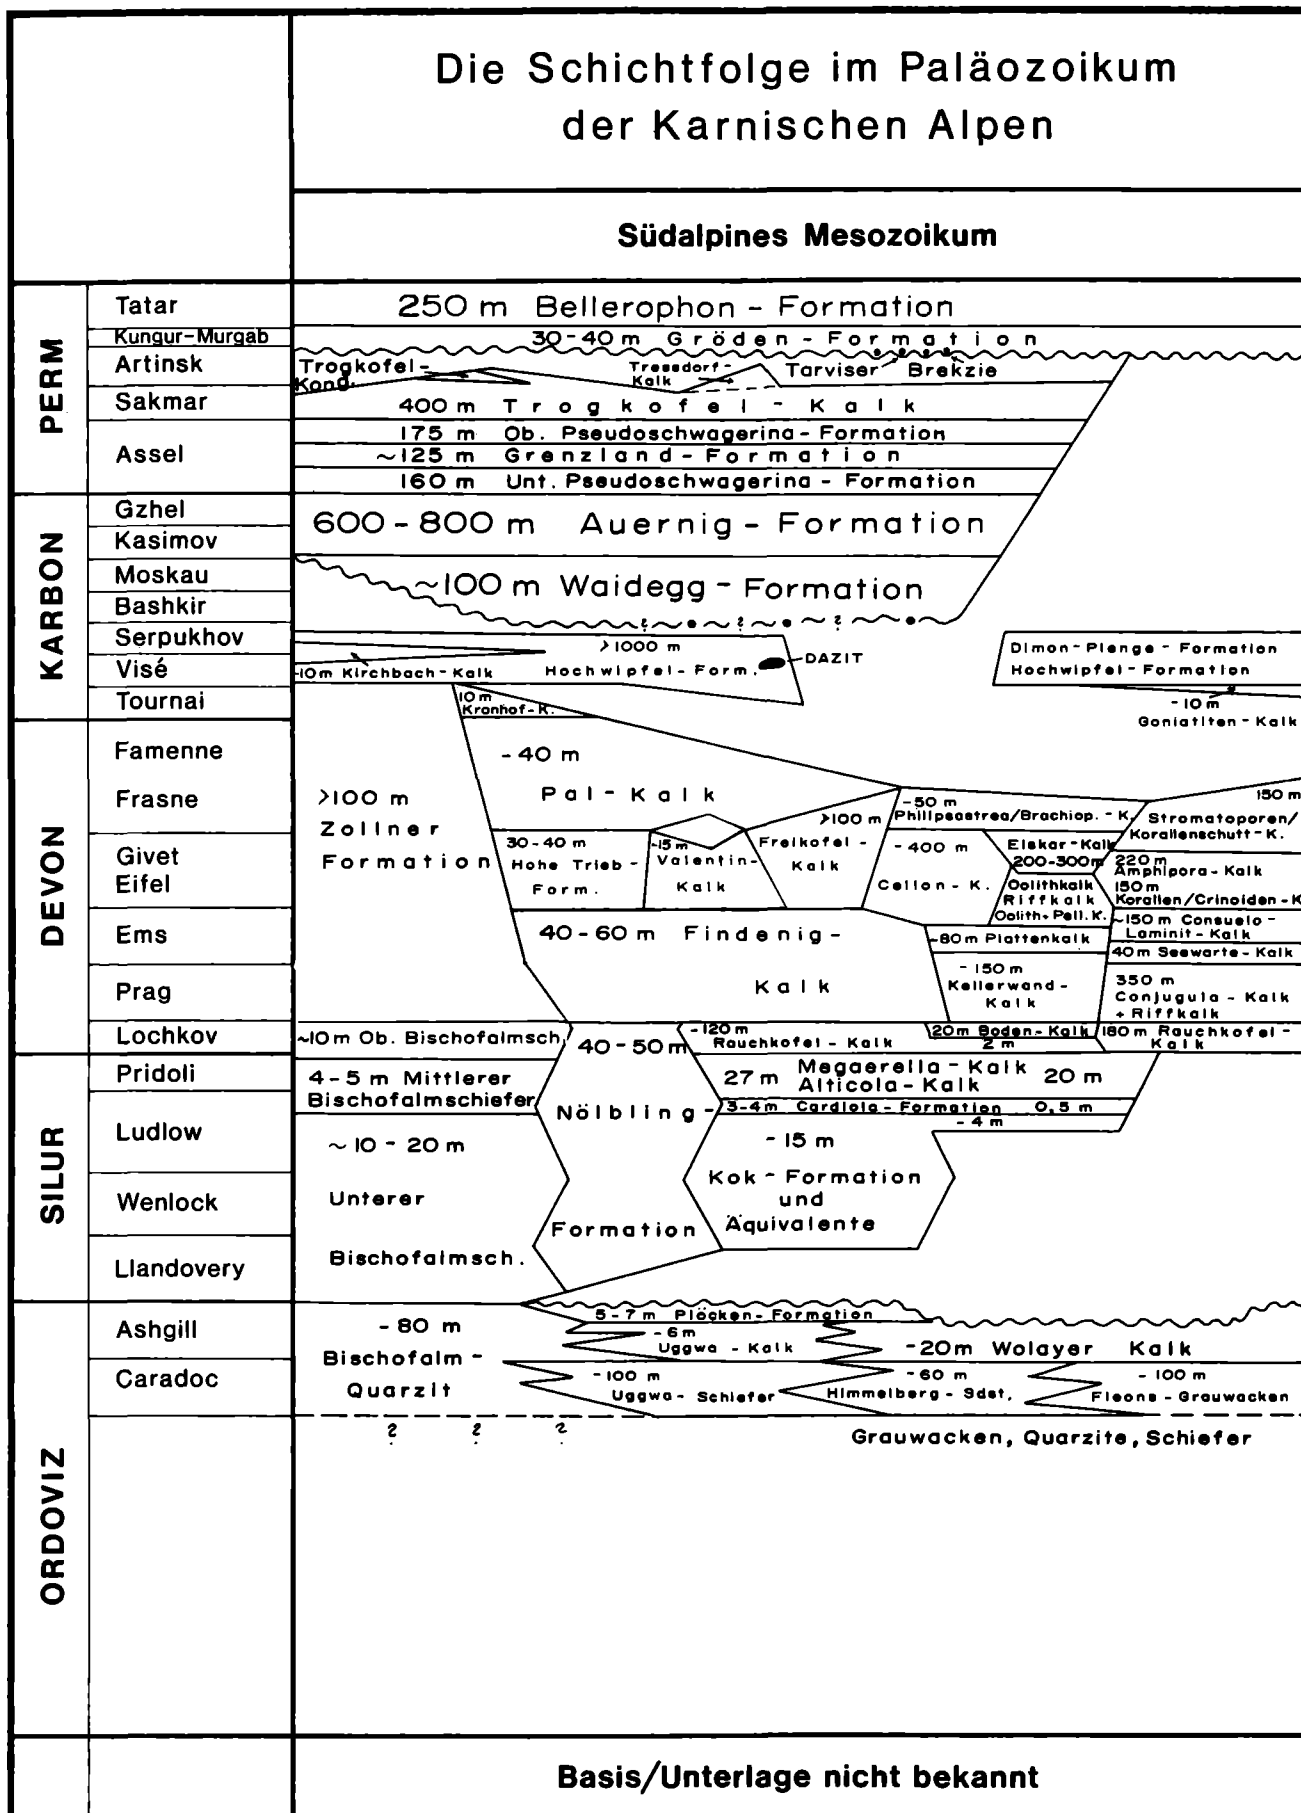 Die Schichtfolge im Paläozoikum
der Karnischen Alpen
Südalpines Mesozoikum
PERM
Tatar
250 m Bellerophon - Formation
Kungur-Murgab
30-40 m Gröden - Formation
Artinsk
Trogkofel-
Kong.
Tressdorf-
Kalk
Tarviser Brekzie
Sakmar
400 m Trogkofel - Kalk
Assel
175 m Ob. Pseudoschwagerina - Formation
~125 m Grenzland - Formation
160 m Unt. Pseudoschwagerina - Formation
KARBON
Gzhel
Kasimov
600 - 800 m Auernig - Formation
Moskau
Bashkir
~100 m Waidegg - Formation
? ? ?
Serpukhov
Visé
>1000 m
Hochwipfel - Form.
DAZIT
-10m Kirchbach - Kalk
Dimon - Plenge - Formation
Hochwipfel - Formation
Tournai
10 m
Kronhof - K.
- 10 m
Goniatiten - Kalk
DEVON
Famenne
Frasne
Givet
Eifel
Ems
Prag
Lochkov
>100 m
Zollner
Formation
- 40 m
Pal - Kalk
30 - 40 m
Hohe Trieb -
Form.
-15 m
Valentin-
Kalk
>100 m
Freikofel -
Kalk
-50 m
Philipsastrea/Brachiop. - K.
- 400 m
Cellon - K.
Eiskar - Kalk
200-300 m
Oolithkalk
Riffkalk
Oolith + Pell. K.
150 m
Stromatoporen/
Korallenschutt - K.
220 m
Amphipora - Kalk
150 m
Korallen/Crinoiden - K
~150 m Consuelo -
Laminit - Kalk
40 m Seewarte - Kalk
350 m
Conjugula - Kalk
+ Riffkalk
40 - 60 m Findenig -
Kalk
-80m Plattenkalk
- 150 m
Kellerwand -
Kalk
~10m Ob. Bischofalmsch.
-120 m
Rauchkofel - Kalk
20m Boden - Kalk
2 m
180 m Rauchkofel -
Kalk
SILUR
Pridoli
Ludlow
Wenlock
Llandovery
4 - 5 m Mittlerer
Bischofalmschiefer
~ 10 - 20 m
Unterer
Bischofalmsch.
40 - 50 m
Nölbling -
Formation
27 m Megaerella - Kalk
Alticola - Kalk 20 m
3-4m Cardiola - Formation 0,5 m
- 4 m
- 15 m
Kok - Formation
und
Äquivalente
ORDOVIZ
Ashgill
Caradoc
- 80 m
Bischofalm -
Quarzit
5 - 7 m Plöcken - Formation
- 6 m
Uggwa - Kalk
-20m Wolayer Kalk
- 100 m
Uggwa - Schiefer
- 60 m
Himmelberg - Sdst.
- 100 m
Fleons - Grauwacken
? ? ?
Grauwacken, Quarzite, Schiefer
Basis/Unterlage nicht bekannt